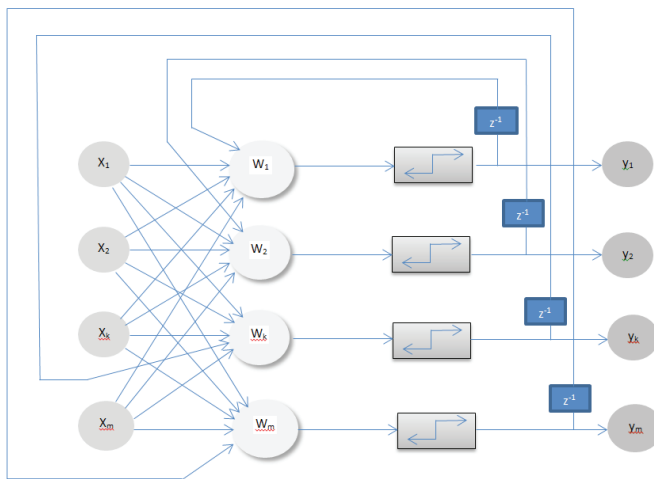 z⁻¹
X₁ W₁ y₁
z⁻¹
X₂ W₂ y₂
z⁻¹
Xₖ Wₖ yₖ
z⁻¹
Xₘ Wₘ yₘ